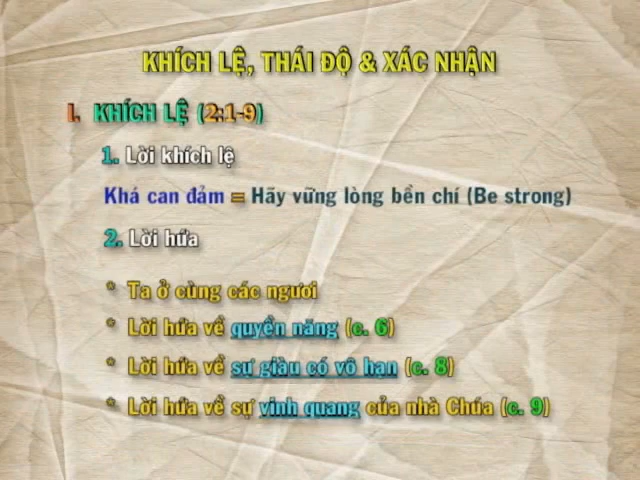 KHÍCH LỆ, THÁI ĐỘ & XÁC NHẬN
I. KHÍCH LỆ (2:1-9)
1. Lời khích lệ
Khá can đảm = Hãy vững lòng bền chí (Be strong)
2. Lời hứa
* Ta ở cùng các ngươi
* Lời hứa về quyền năng (c. 6)
* Lời hứa về sự giàu có vô hạn (c. 8)
* Lời hứa về sự vinh quang của nhà Chúa (c. 9)